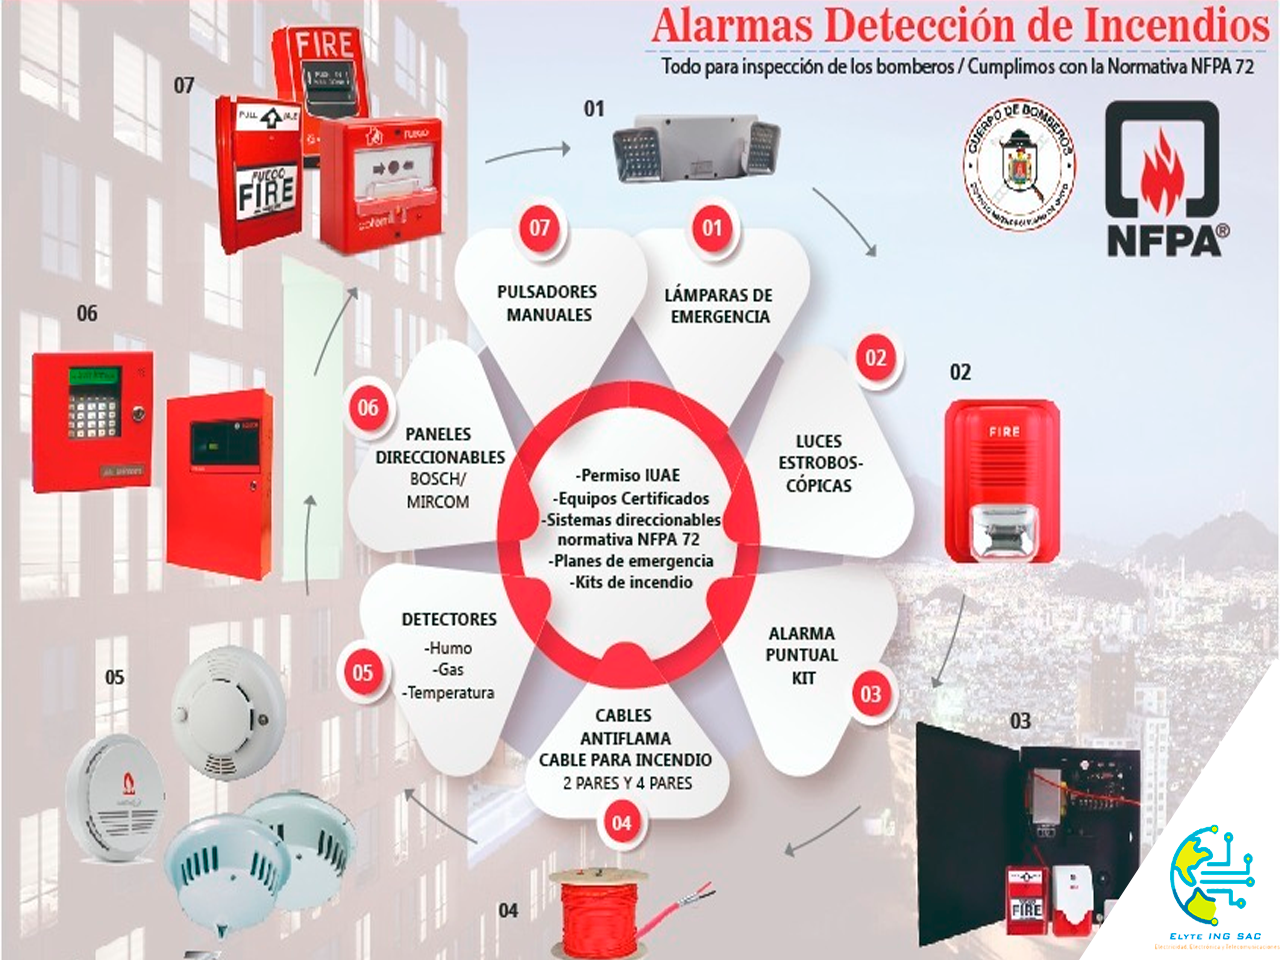 Alarmas Detección de Incendios
Todo para inspección de los bomberos / Cumplimos con la Normativa NFPA 72
CUERPO DE BOMBEROS
NFPA®
07
FIRE
PULL
FUEGO
FIRE
FUEGO
01
07
PULSADORES
MANUALES
01
LÁMPARAS DE
EMERGENCIA
06
06
PANELES
DIRECCIONABLES
BOSCH/
MIRCOM
02
LUCES
ESTROBOS-
CÓPICAS
02
FIRE
-Permiso IUAE
-Equipos Certificados
-Sistemas direccionables
normativa NFPA 72
-Planes de emergencia
-Kits de incendio
05
05
DETECTORES
-Humo
-Gas
-Temperatura
ALARMA
PUNTUAL
KIT
03
03
FIRE
CABLES
ANTIFLAMA
CABLE PARA INCENDIO
2 PARES Y 4 PARES
04
04
ELYTE ING SAC